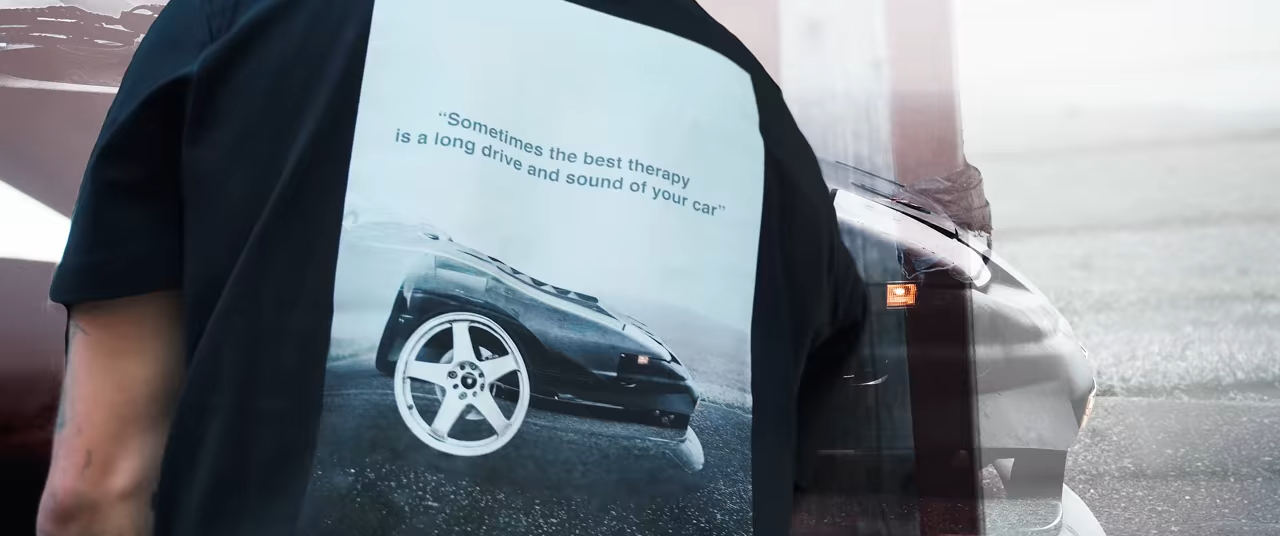 “Sometimes the best therapy
is a long drive and sound of your car”